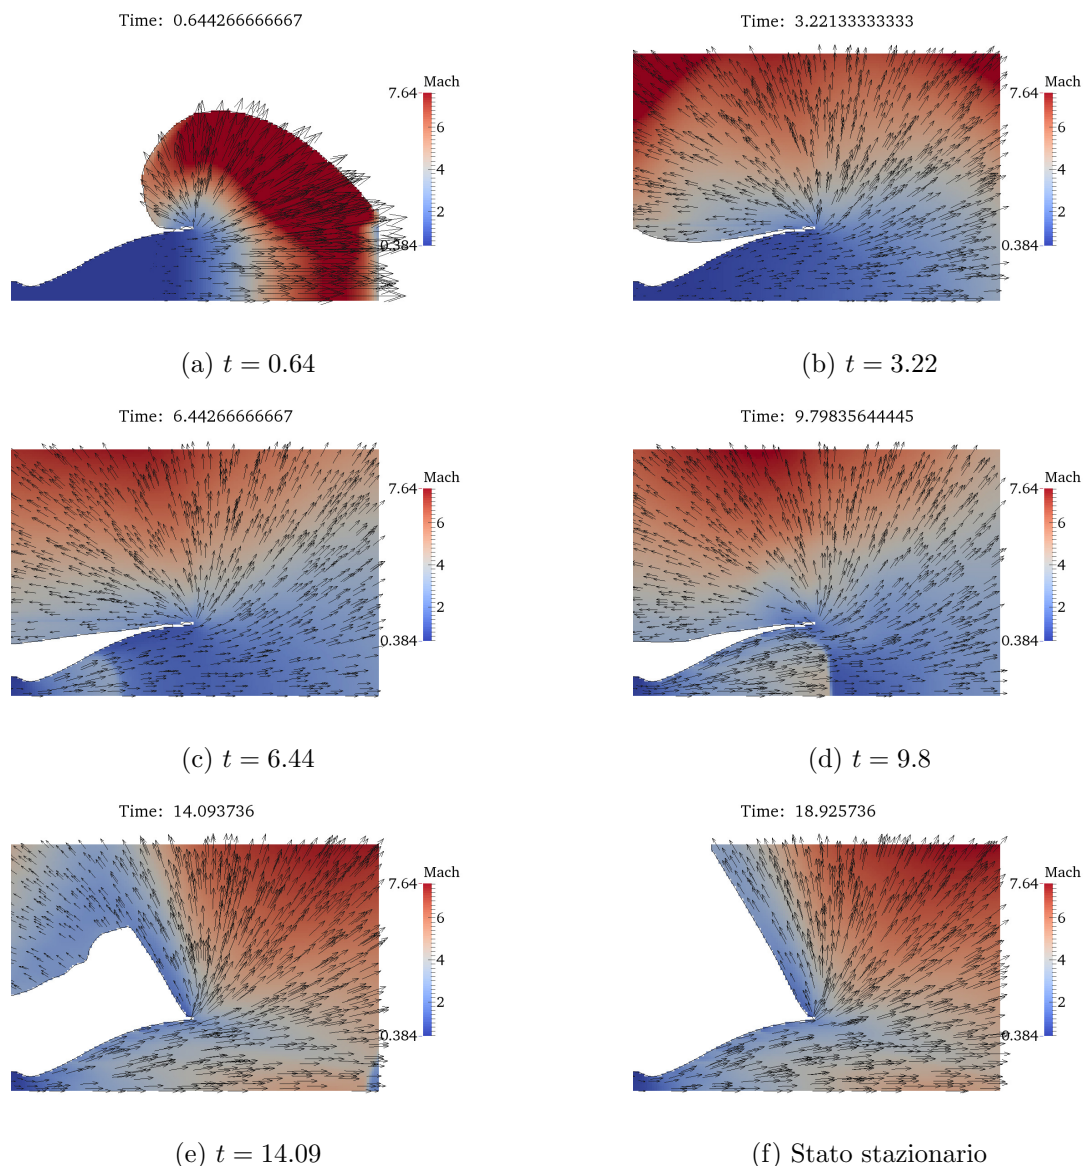 Time: 0.644266666667
Mach
7.64
6
4
2
0.384
(a) t = 0.64
Time: 3.22133333333
Mach
7.64
6
4
2
0.384
(b) t = 3.22
Time: 6.44266666667
Mach
7.64
6
4
2
0.384
(c) t = 6.44
Time: 9.79835644445
Mach
7.64
6
4
2
0.384
(d) t = 9.8
Time: 14.093736
Mach
7.64
6
4
2
0.384
(e) t = 14.09
Time: 18.925736
Mach
7.64
6
4
2
0.384
(f) Stato stazionario